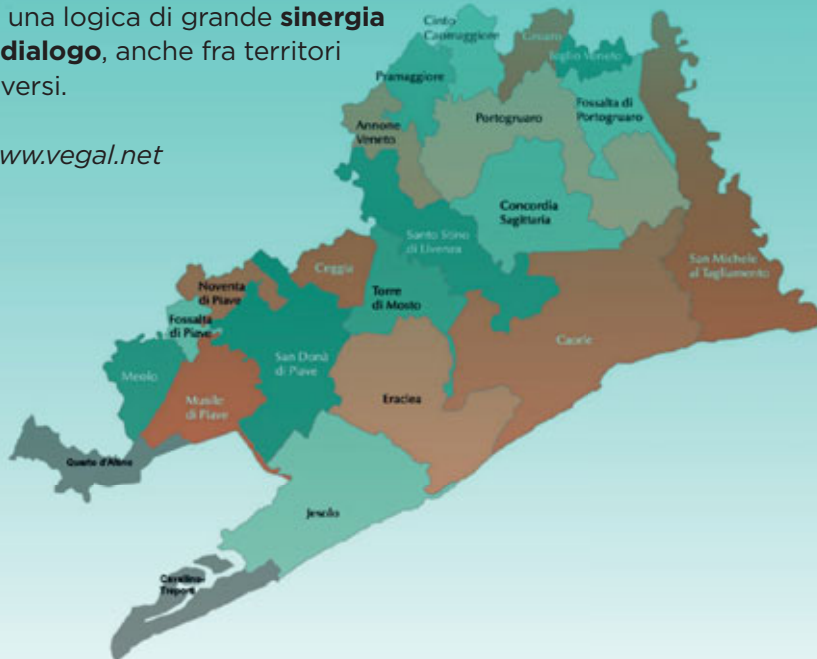 una logica di grande sinergia
dialogo, anche fra territori
versi.
ww.vegal.net
Cinto
Caomaggiore
Gruaro
Teglio Veneto
Pramaggiore
Fossalta di
Portogruaro
Portogruaro
Annone
Veneto
Concordia
Sagittaria
Santo Stino
di Livenza
San Michele
al Tagliamento
Ceggia
Noventa
di Piave
Torre
di Mosto
Fossalta
di Piave
Caorle
San Donà
di Piave
Meolo
Eraclea
Musile
di Piave
Quarto d'Altino
Jesolo
Cavallino-
Treporti